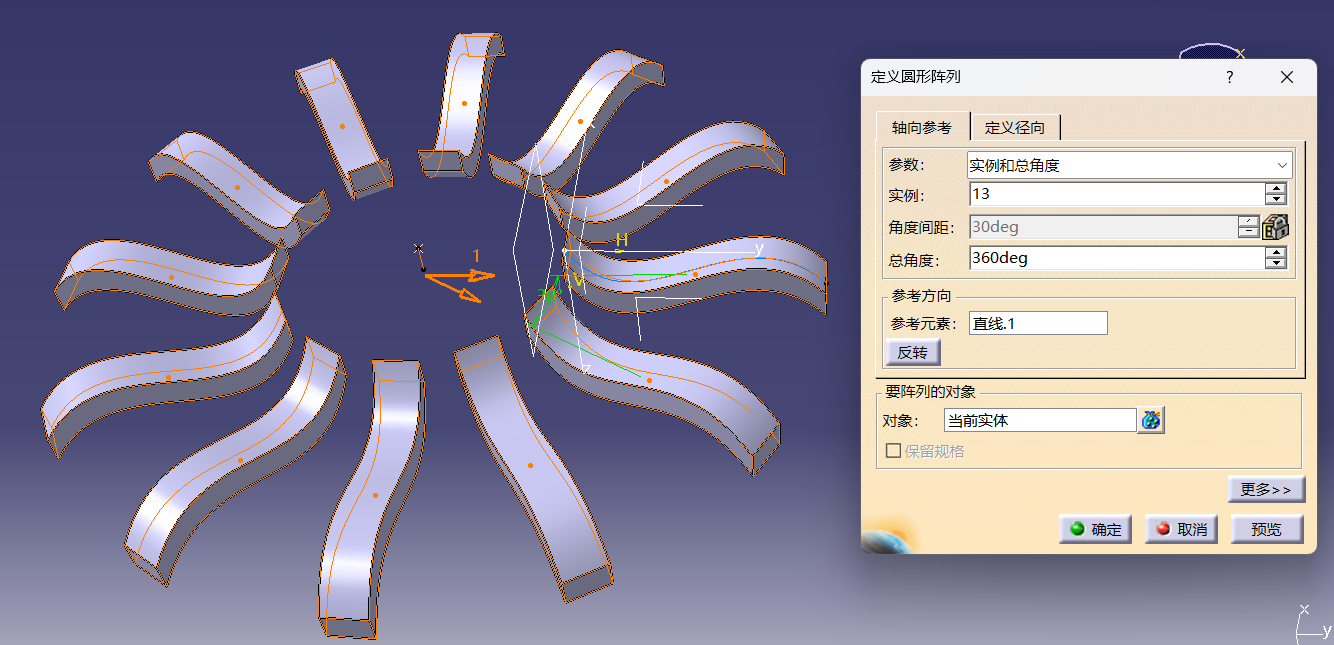 定义圆形阵列
?
轴向参考 定义径向
参数: 实例和总角度
实例: 13
角度间距: 30deg
总角度: 360deg
参考方向
参考元素: 直线.1
反转
要阵列的对象
对象: 当前实体
保留规格
更多>>
确定 取消 预览
x
1
H
y
V
x
x
y